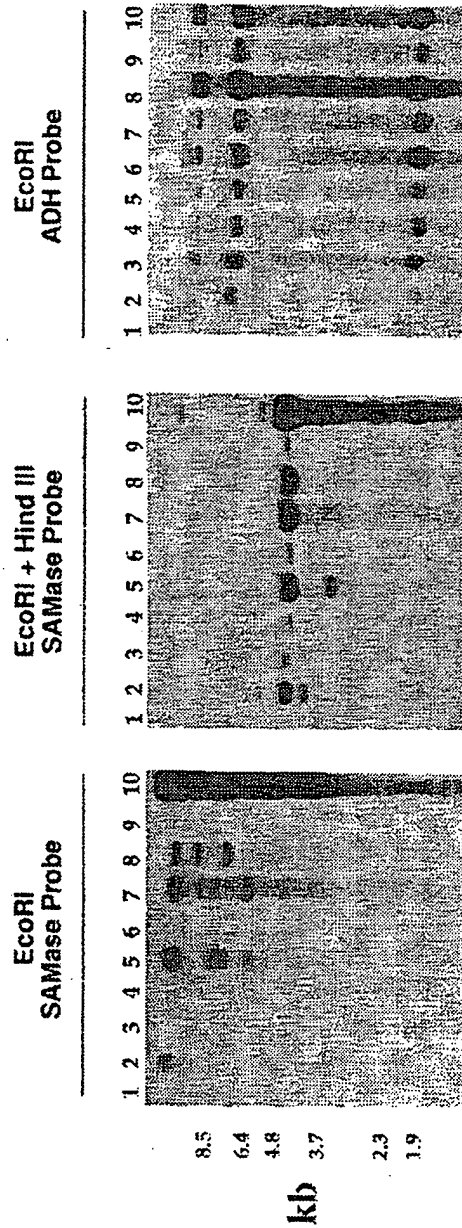 EcoRI
SAMase Probe
1 2 3 4 5 6 7 8 9 10
EcoRI + Hind III
SAMase Probe
1 2 3 4 5 6 7 8 9 10
EcoRI
ADH Probe
1 2 3 4 5 6 7 8 9 10
8.5
6.4
4.8
3.7
2.3
1.9
kb